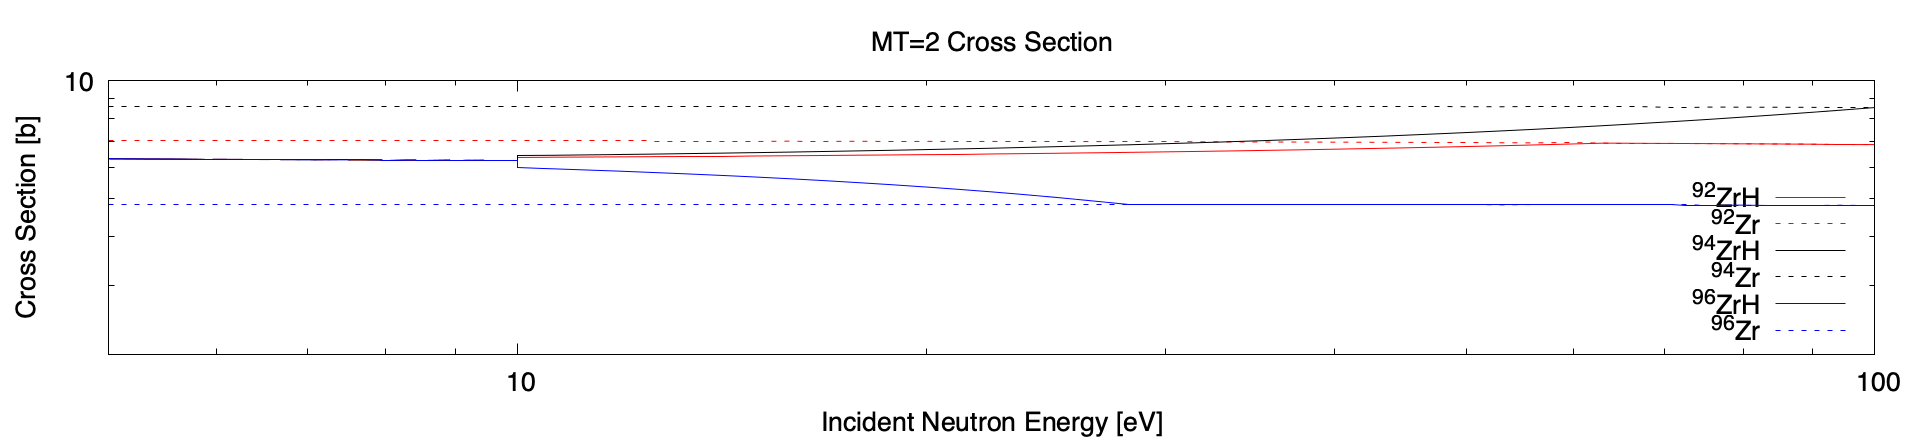 MT=2 Cross Section
10
Cross Section [b]
⁹²ZrH
⁹²Zr
⁹⁴ZrH
⁹⁴Zr
⁹⁶ZrH
⁹⁶Zr
10
100
Incident Neutron Energy [eV]